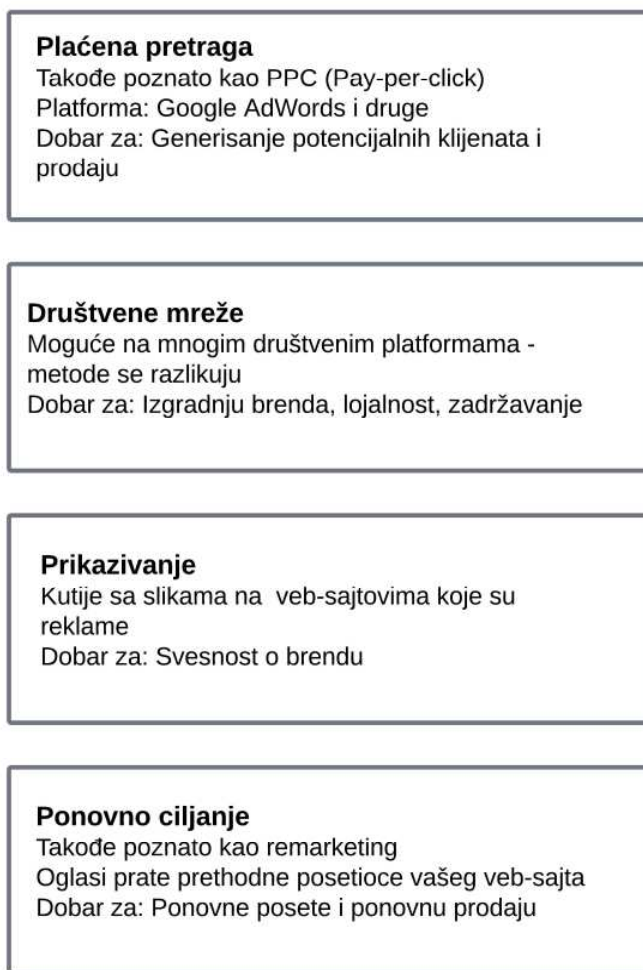 Plaćena pretraga
Takođe poznato kao PPC (Pay-per-click)
Platforma: Google AdWords i druge
Dobar za: Generisanje potencijalnih klijenata i
prodaju
Društvene mreže
Moguće na mnogim društvenim platformama -
metode se razlikuju
Dobar za: Izgradnju brenda, lojalnost, zadržavanje
Prikazivanje
Kutije sa slikama na veb-sajtovima koje su
reklame
Dobar za: Svesnost o brendu
Ponovno ciljanje
Takođe poznato kao remarketing
Oglasi prate prethodne posetioce vašeg veb-sajta
Dobar za: Ponovne posete i ponovnu prodaju